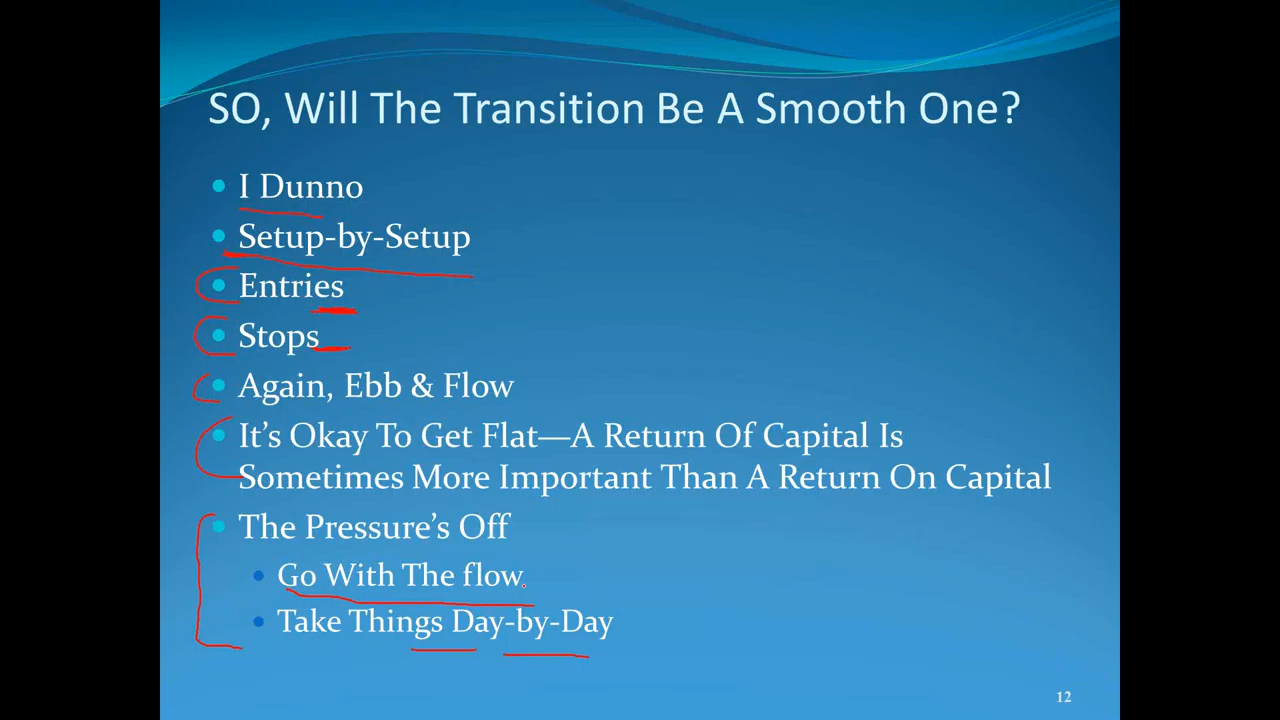 SO, Will The Transition Be A Smooth One?
I Dunno
Setup-by-Setup
Entries
Stops
Again, Ebb & Flow
It’s Okay To Get Flat—A Return Of Capital Is
Sometimes More Important Than A Return On Capital
The Pressure’s Off
Go With The flow
Take Things Day-by-Day
12